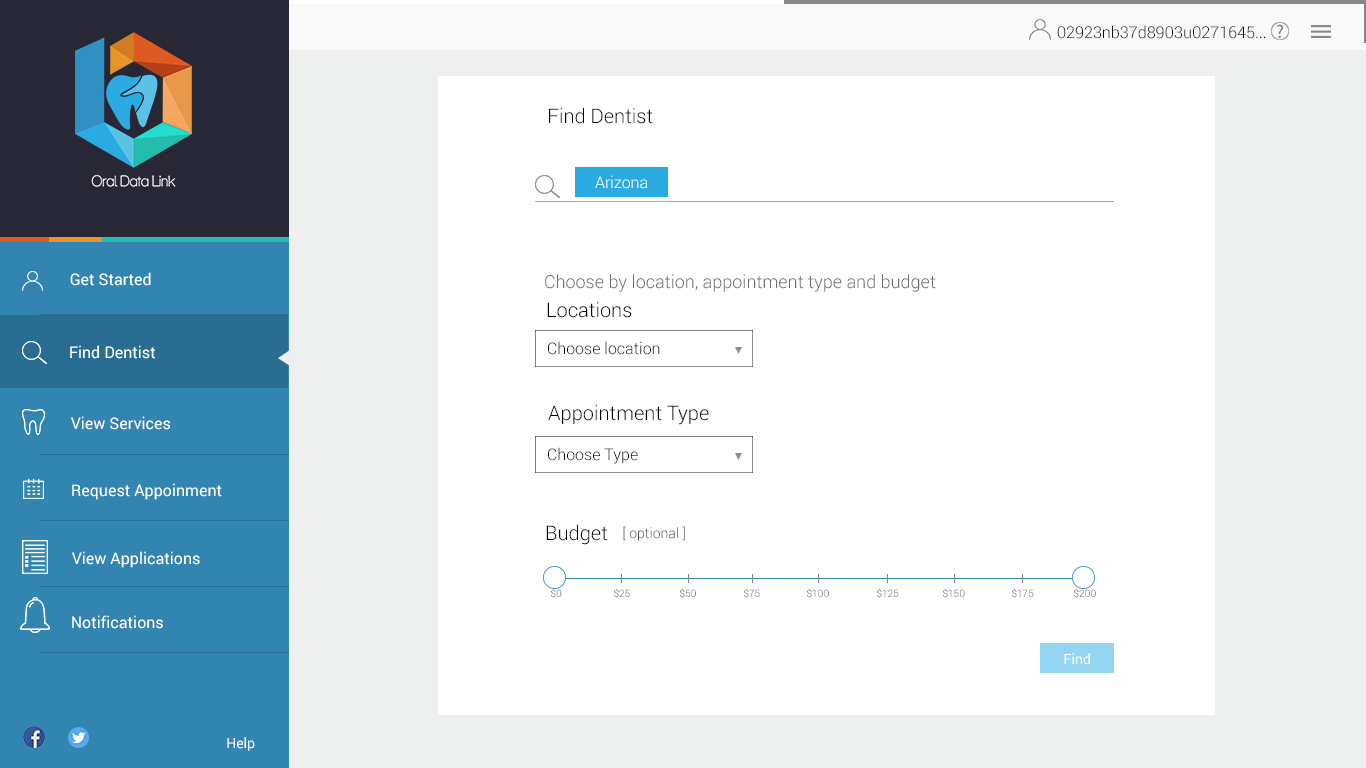 Oral Data Link
Get Started
Find Dentist
View Services
Request Appoinment
View Applications
Notifications
Help
02923nb37d8903u0271645... ?
Find Dentist
Arizona
Choose by location, appointment type and budget
Locations
Choose location
Appointment Type
Choose Type
Budget [ optional ]
$0 $25 $50 $75 $100 $125 $150 $175 $200
Find